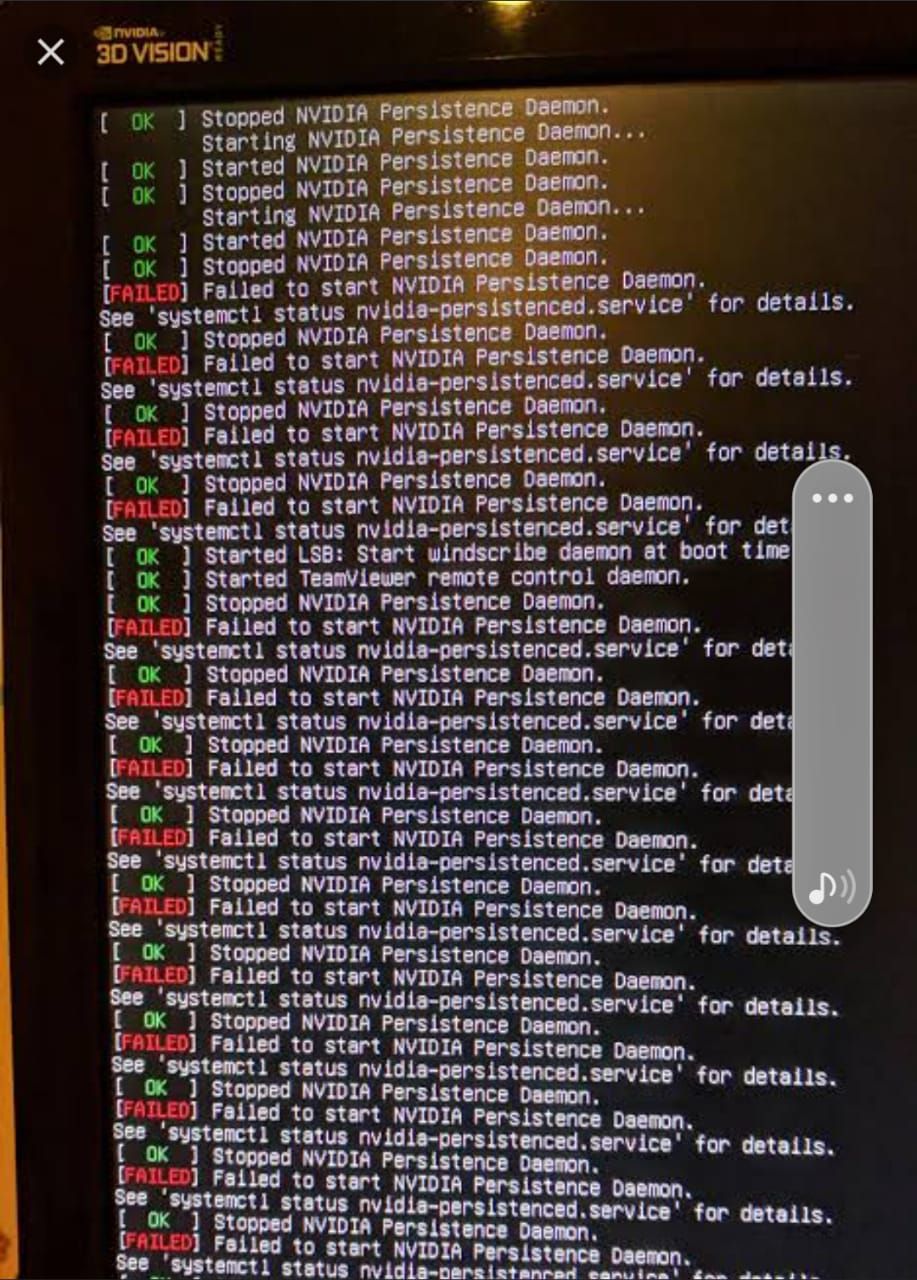 NVIDIA
3D VISION
READY
[ OK ] Stopped NVIDIA Persistence Daemon.
Starting NVIDIA Persistence Daemon...
[ OK ] Started NVIDIA Persistence Daemon.
[ OK ] Stopped NVIDIA Persistence Daemon.
Starting NVIDIA Persistence Daemon...
[ OK ] Started NVIDIA Persistence Daemon.
[ OK ] Stopped NVIDIA Persistence Daemon.
[FAILED] Failed to start NVIDIA Persistence Daemon.
See 'systemctl status nvidia-persistenced.service' for details.
[ OK ] Stopped NVIDIA Persistence Daemon.
[FAILED] Failed to start NVIDIA Persistence Daemon.
See 'systemctl status nvidia-persistenced.service' for details.
[ OK ] Stopped NVIDIA Persistence Daemon.
[FAILED] Failed to start NVIDIA Persistence Daemon.
See 'systemctl status nvidia-persistenced.service' for details.
[ OK ] Stopped NVIDIA Persistence Daemon.
[FAILED] Failed to start NVIDIA Persistence Daemon.
See 'systemctl status nvidia-persistenced.service' for det
[ OK ] Started LSB: Start windscribe daemon at boot time
[ OK ] Started TeamViewer remote control daemon.
[ OK ] Stopped NVIDIA Persistence Daemon.
[FAILED] Failed to start NVIDIA Persistence Daemon.
See 'systemctl status nvidia-persistenced.service' for deta
[ OK ] Stopped NVIDIA Persistence Daemon.
[FAILED] Failed to start NVIDIA Persistence Daemon.
See 'systemctl status nvidia-persistenced.service' for deta
[ OK ] Stopped NVIDIA Persistence Daemon.
[FAILED] Failed to start NVIDIA Persistence Daemon.
See 'systemctl status nvidia-persistenced.service' for deta
[ OK ] Stopped NVIDIA Persistence Daemon.
[FAILED] Failed to start NVIDIA Persistence Daemon.
See 'systemctl status nvidia-persistenced.service' for deta
[ OK ] Stopped NVIDIA Persistence Daemon.
[FAILED] Failed to start NVIDIA Persistence Daemon.
See 'systemctl status nvidia-persistenced.service' for details.
[ OK ] Stopped NVIDIA Persistence Daemon.
[FAILED] Failed to start NVIDIA Persistence Daemon.
See 'systemctl status nvidia-persistenced.service' for details.
[ OK ] Stopped NVIDIA Persistence Daemon.
[FAILED] Failed to start NVIDIA Persistence Daemon.
See 'systemctl status nvidia-persistenced.service' for details.
[ OK ] Stopped NVIDIA Persistence Daemon.
[FAILED] Failed to start NVIDIA Persistence Daemon.
See 'systemctl status nvidia-persistenced.service' for details.
[ OK ] Stopped NVIDIA Persistence Daemon.
[FAILED] Failed to start NVIDIA Persistence Daemon.
See 'systemctl status nvidia-persistenced.service' for details.
[ OK ] Stopped NVIDIA Persistence Daemon.
[FAILED] Failed to start NVIDIA Persistence Daemon.
See 'systemctl status nvidia-persistenced.service' for details.